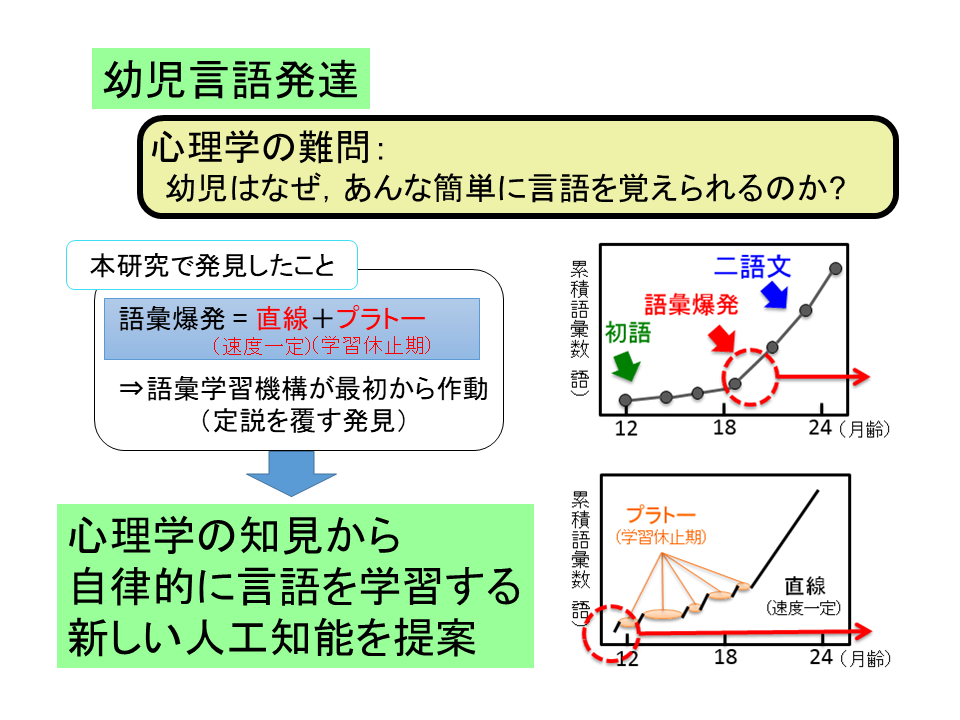 幼児言語発達
心理学の難問：
幼児はなぜ，あんな簡単に言語を覚えられるのか?
本研究で発見したこと
語彙爆発 = 直線＋プラトー
（速度一定）（学習休止期）
⇒語彙学習機構が最初から作動
（定説を覆す発見）
心理学の知見から
自律的に言語を学習する
新しい人工知能を提案
累積語彙数（語）
初語
語彙爆発
二語文
12 18 24 （月齢）
累積語彙数（語）
プラトー
（学習休止期）
直線
（速度一定）
12 18 24 （月齢）